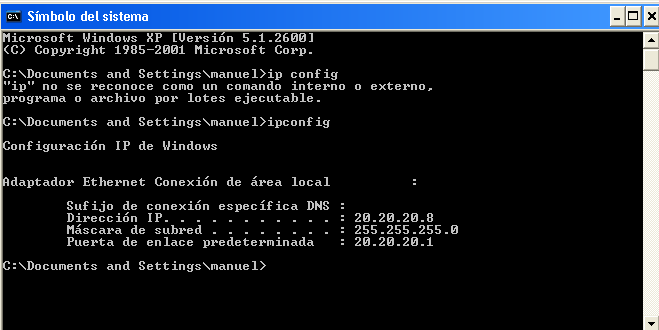 Símbolo del sistema
Microsoft Windows XP [Versión 5.1.2600]
(C) Copyright 1985-2001 Microsoft Corp.
C:\Documents and Settings\manuel>ip config
"ip" no se reconoce como un comando interno o externo,
programa o archivo por lotes ejecutable.
C:\Documents and Settings\manuel>ipconfig
Configuración IP de Windows
Adaptador Ethernet Conexión de área local          :
Sufijo de conexión específica DNS :
Dirección IP. . . . . . . . . . . : 20.20.20.8
Máscara de subred . . . . . . . . : 255.255.255.0
Puerta de enlace predeterminada   : 20.20.20.1
C:\Documents and Settings\manuel>